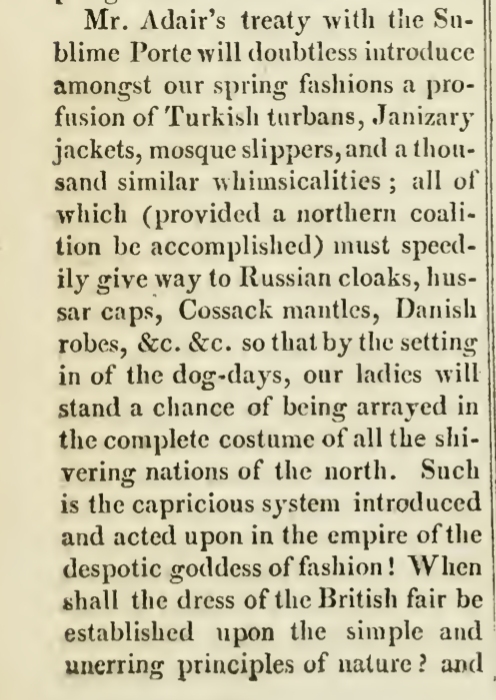 Mr. Adair's treaty with the Su-
blime Porte will doubtless introduce
amongst our spring fashions a pro-
fusion of Turkish turbans, Janizary
jackets, mosque slippers, and a thou-
sand similar whimsicalities ; all of
which (provided a northern coali-
tion be accomplished) must speed-
ily give way to Russian cloaks, hus-
sar caps, Cossack mantles, Danish
robes, &c. &c. so that by the setting
in of the dog-days, our ladies will
stand a chance of being arrayed in
the complete costume of all the shi-
vering nations of the north. Such
is the capricious system introduced
and acted upon in the empire of the
despotic goddess of fashion ! When
shall the dress of the British fair be
established upon the simple and
unerring principles of nature ? and